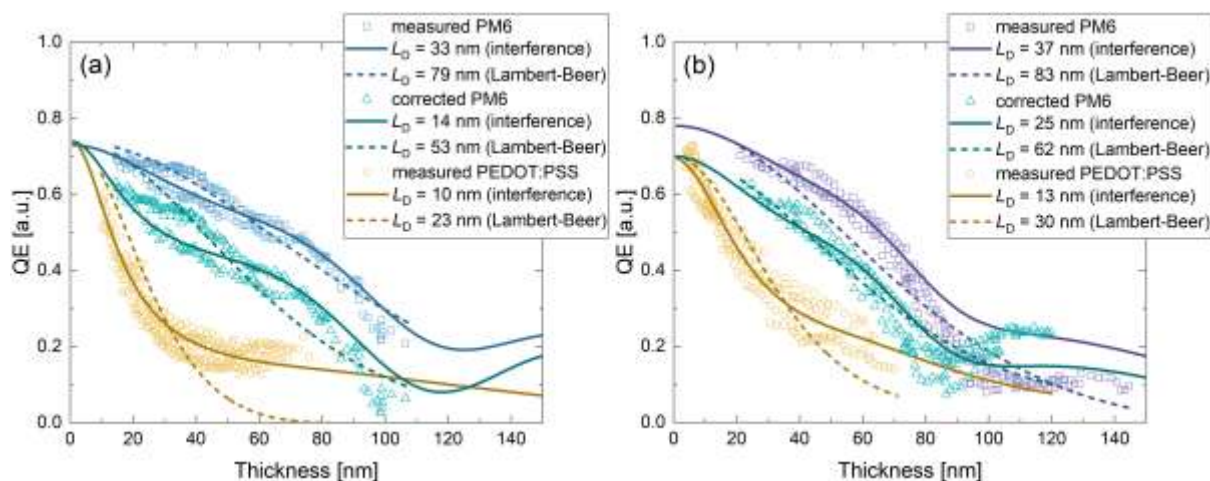 (a)
measured PM6
L_D = 33 nm (interference)
L_D = 79 nm (Lambert-Beer)
corrected PM6
L_D = 14 nm (interference)
L_D = 53 nm (Lambert-Beer)
measured PEDOT:PSS
L_D = 10 nm (interference)
L_D = 23 nm (Lambert-Beer)
QE [a.u.]
1.0
0.8
0.6
0.4
0.2
0.0
0 20 40 60 80 100 120 140
Thickness [nm]
(b)
measured PM6
L_D = 37 nm (interference)
L_D = 83 nm (Lambert-Beer)
corrected PM6
L_D = 25 nm (interference)
L_D = 62 nm (Lambert-Beer)
measured PEDOT:PSS
L_D = 13 nm (interference)
L_D = 30 nm (Lambert-Beer)
QE [a.u.]
1.0
0.8
0.6
0.4
0.2
0.0
0 20 40 60 80 100 120 140
Thickness [nm]